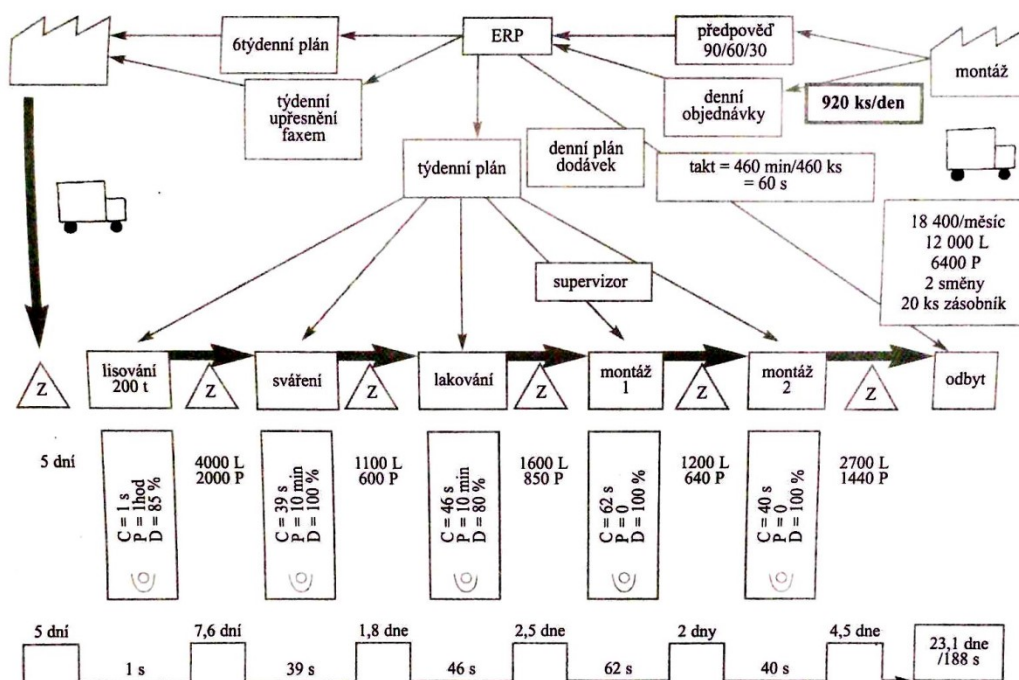 6týdenní plán
ERP
předpověď
90/60/30
montáž
týdenní
upřesnění
faxem
denní
objednávky
920 ks/den
týdenní plán
denní plán
dodávek
takt = 460 min/460 ks
= 60 s
18 400/měsíc
12 000 L
6400 P
2 směny
20 ks zásobník
supervizor
Z
lisování
200 t
Z
sváření
Z
lakování
Z
montáž
1
Z
montáž
2
Z
odbyt
5 dní
C = 1 s
P = 1hod
D = 85 %
4000 L
2000 P
C = 39 s
P = 10 min
D = 100 %
1100 L
600 P
C = 46 s
P = 10 min
D = 80 %
1600 L
850 P
C = 62 s
P = 0
D = 100 %
1200 L
640 P
C = 40 s
P = 0
D = 100 %
2700 L
1440 P
5 dní
7,6 dní
1,8 dne
2,5 dne
2 dny
4,5 dne
23,1 dne
/188 s
1 s
39 s
46 s
62 s
40 s